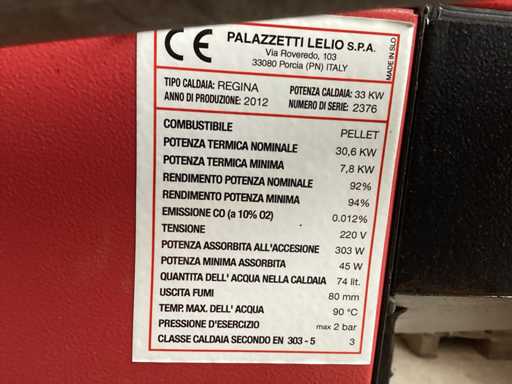 CE PALAZZETTI LELIO S.P.A.
Via Roveredo, 103
33080 Porcia (PN) ITALY
MADE IN SLO
TIPO CALDAIA: REGINA POTENZA CALDAIA: 33 KW
ANNO DI PRODUZIONE: 2012 NUMERO DI SERIE: 2376
COMBUSTIBILE PELLET
POTENZA TERMICA NOMINALE 30,6 KW
POTENZA TERMICA MINIMA 7,8 KW
RENDIMENTO POTENZA NOMINALE 92%
RENDIMENTO POTENZA MINIMA 94%
EMISSIONE CO (a 10% O2) 0.012%
TENSIONE 220 V
POTENZA ASSORBITA ALL'ACCESIONE 303 W
POTENZA MINIMA ASSORBITA 45 W
QUANTITA DELL' ACQUA NELLA CALDAIA 74 lit.
USCITA FUMI 80 mm
TEMP. MAX. DELL' ACQUA 90 °C
PRESSIONE D'ESERCIZIO max 2 bar
CLASSE CALDAIA SECONDO EN 303 - 5 3